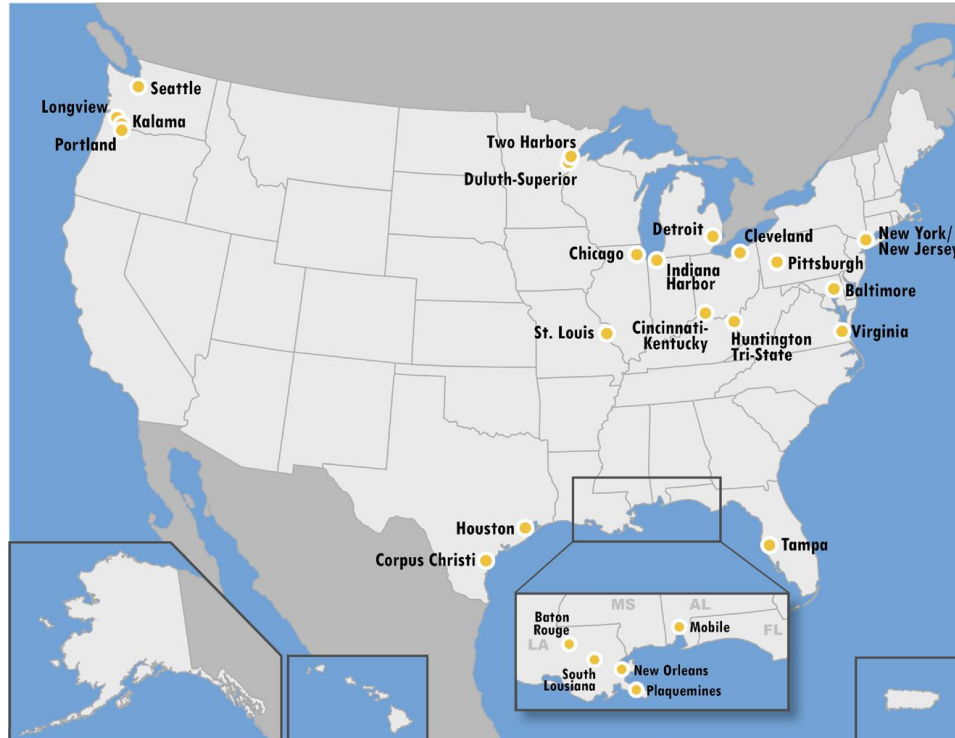 Seattle
Longview
Kalama
Portland
Two Harbors
Duluth-Superior
Detroit
Cleveland
New York/
New Jersey
Chicago
Indiana
Harbor
Pittsburgh
Baltimore
St. Louis
Cincinnati-
Kentucky
Huntington
Tri-State
Virginia
Houston
Corpus Christi
Tampa
MS
AL
Baton
Rouge
LA
Mobile
FL
South
Lousiana
New Orleans
Plaquemines